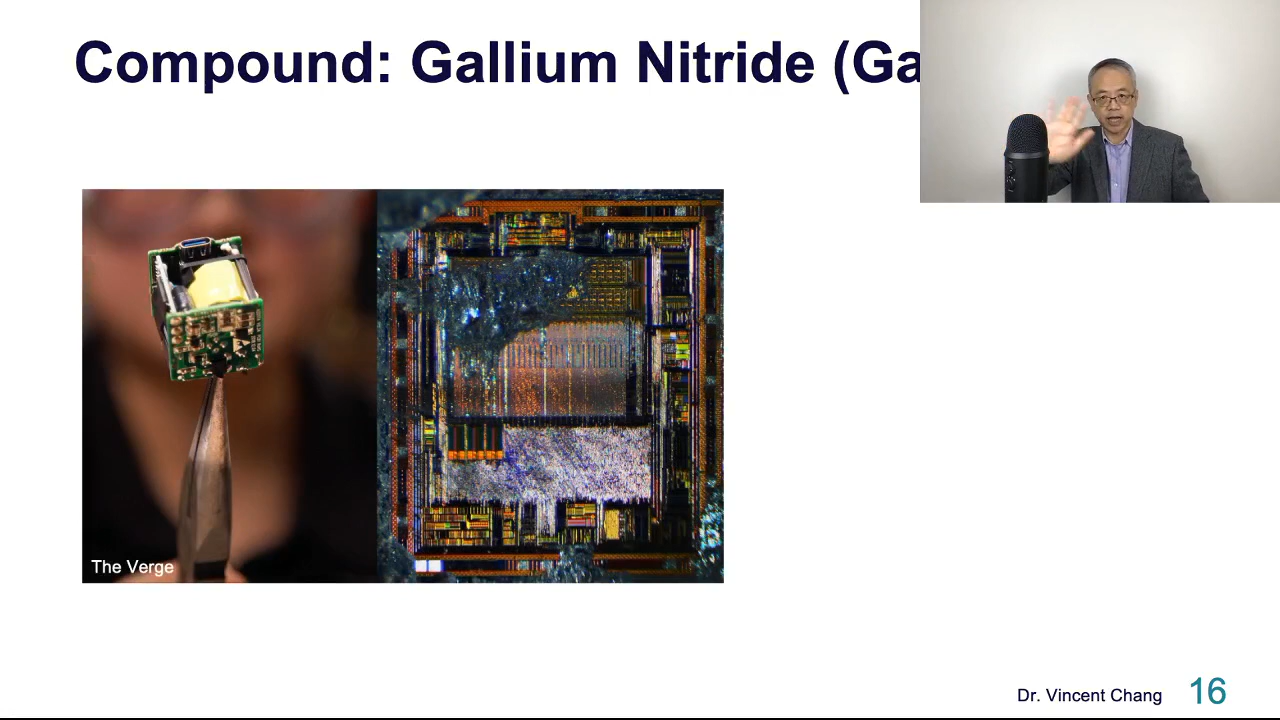 Compound: Gallium Nitride (Ga
The Verge
Dr. Vincent Chang
16